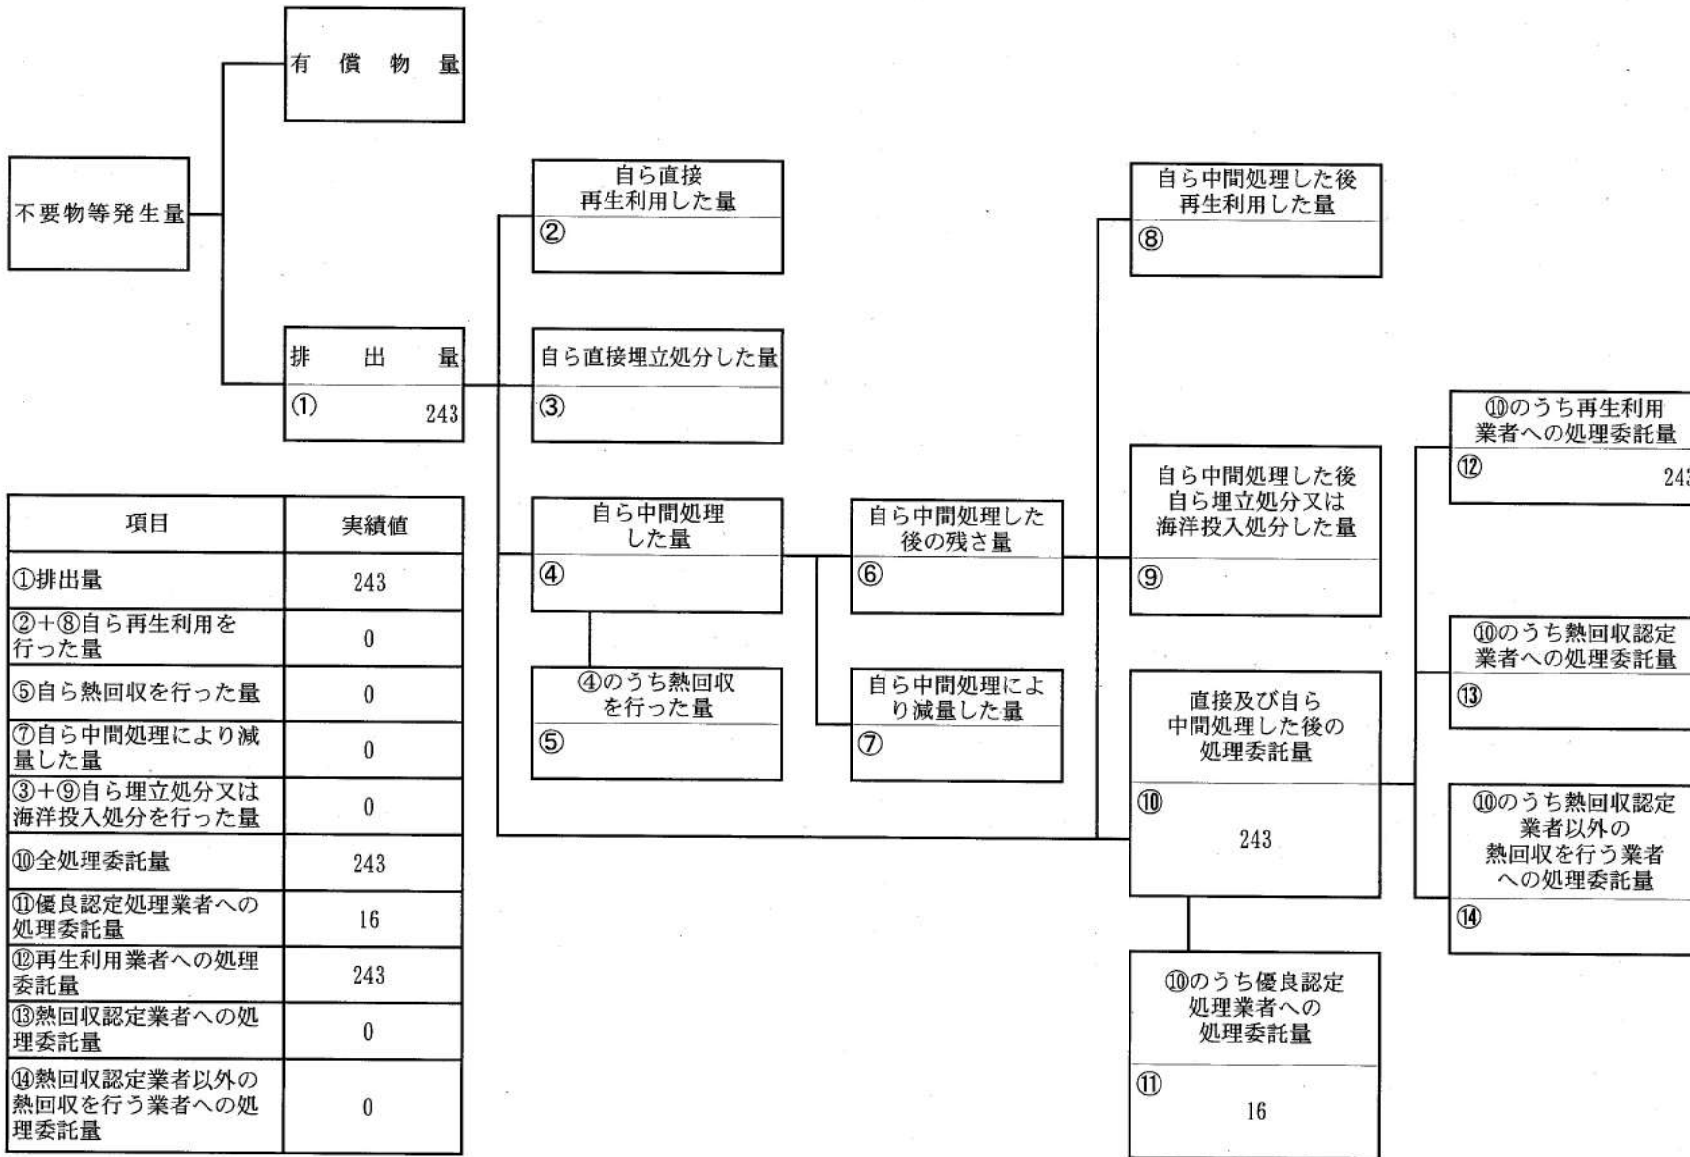 有償物量
不要物等発生量
排出量
①
243
自ら直接
再生利用した量
②
自ら直接埋立処分した量
③
自ら中間処理
した量
④
④のうち熱回収
を行った量
⑤
自ら中間処理した
後の残さ量
⑥
自ら中間処理によ
り減量した量
⑦
自ら中間処理した後
再生利用した量
⑧
自ら中間処理した後
自ら埋立処分又は
海洋投入処分した量
⑨
直接及び自ら
中間処理した後の
処理委託量
⑩
243
⑩のうち優良認定
処理業者への
処理委託量
⑪
16
⑩のうち再生利用
業者への処理委託量
⑫
243
⑩のうち熱回収認定
業者への処理委託量
⑬
⑩のうち熱回収認定
業者以外の
熱回収を行う業者
への処理委託量
⑭
項目 実績値
①排出量 243
②+⑧自ら再生利用を
行った量 0
⑤自ら熱回収を行った量 0
⑦自ら中間処理により減
量した量 0
③+⑨自ら埋立処分又は
海洋投入処分を行った量 0
⑩全処理委託量 243
⑪優良認定処理業者への
処理委託量 16
⑫再生利用業者への処理
委託量 243
⑬熱回収認定業者への処
理委託量 0
⑭熱回収認定業者以外の
熱回収を行う業者への処
理委託量 0